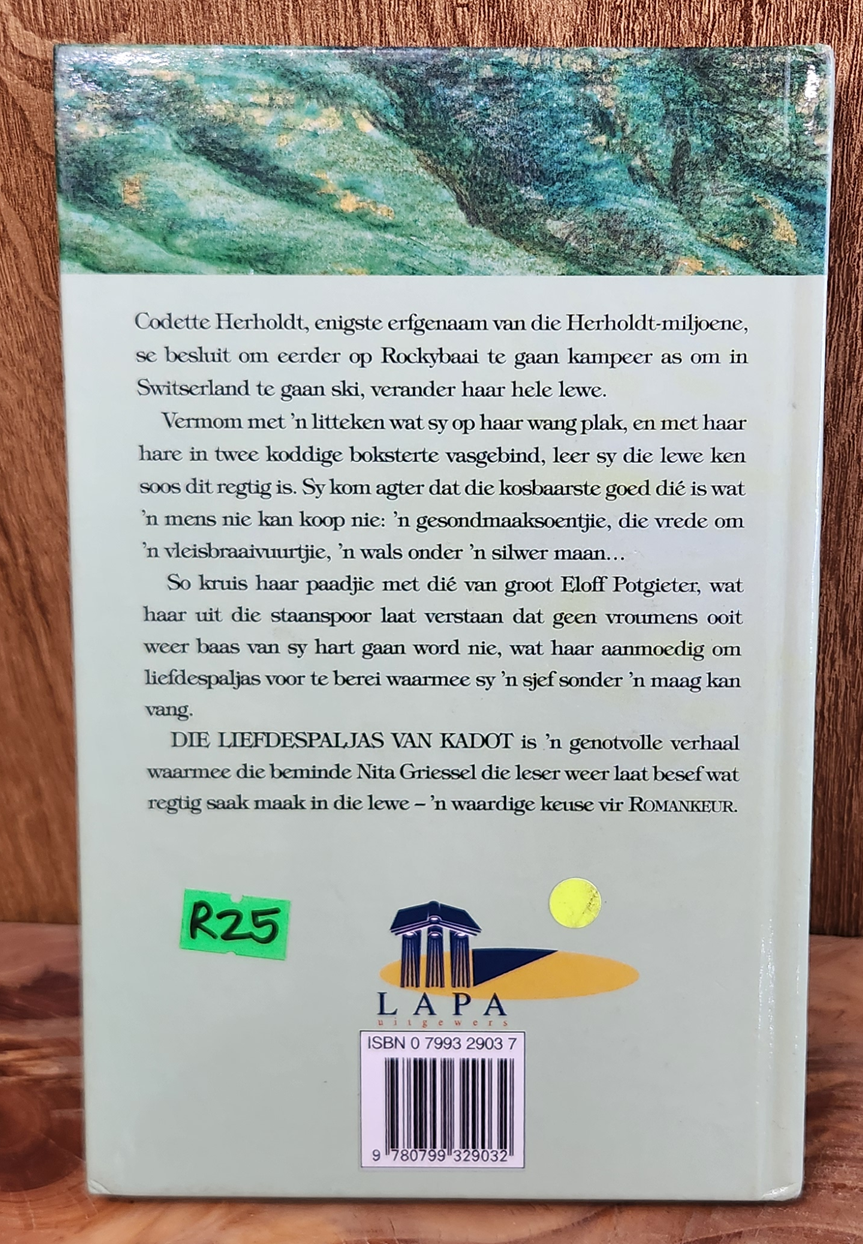 Codette Herholdt, enigste erfgenaam van die Herholdt-miljoene,
se besluit om eerder op Rockybaai te gaan kampeer as om in
Switserland te gaan ski, verander haar hele lewe.
Vermom met 'n litteken wat sy op haar wang plak, en met haar
hare in twee koddige boksterte vasgebind, leer sy die lewe ken
soos dit regtig is. Sy kom agter dat die kosbaarste goed dié is wat
'n mens nie kan koop nie: 'n gesondmaaksoentjie, die vrede om
'n vleisbraaivuurtjie, 'n wals onder 'n silwer maan...
So kruis haar paadjie met dié van groot Eloff Potgieter, wat
haar uit die staanspoor laat verstaan dat geen vroumens ooit
weer baas van sy hart gaan word nie, wat haar aanmoedig om
liefdespaljas voor te berei waarmee sy 'n sjef sonder 'n maag kan
vang.
DIE LIEFDESPALJAS VAN KADOT is 'n genotvolle verhaal
waarmee die beminde Nita Griessel die leser weer laat besef wat
regtig saak maak in die lewe – 'n waardige keuse vir ROMANKEUR.
R25
LAPA
uitgewers
ISBN 0 7993 2903 7
9 780799 329032